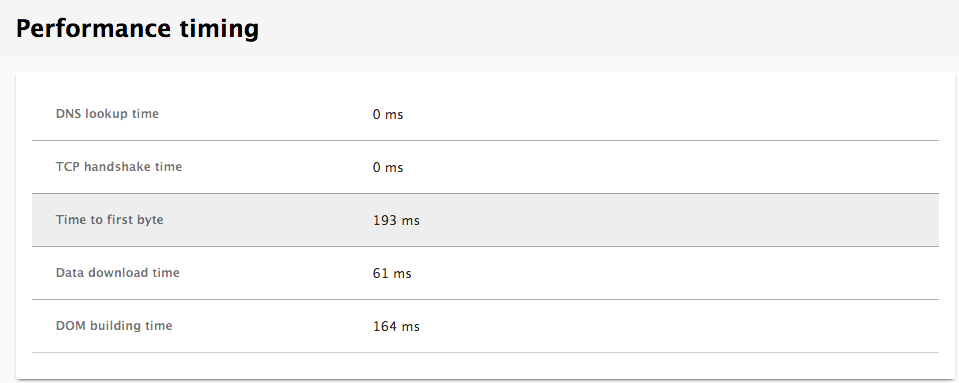 Performance timing
DNS lookup time 0 ms
TCP handshake time 0 ms
Time to first byte 193 ms
Data download time 61 ms
DOM building time 164 ms